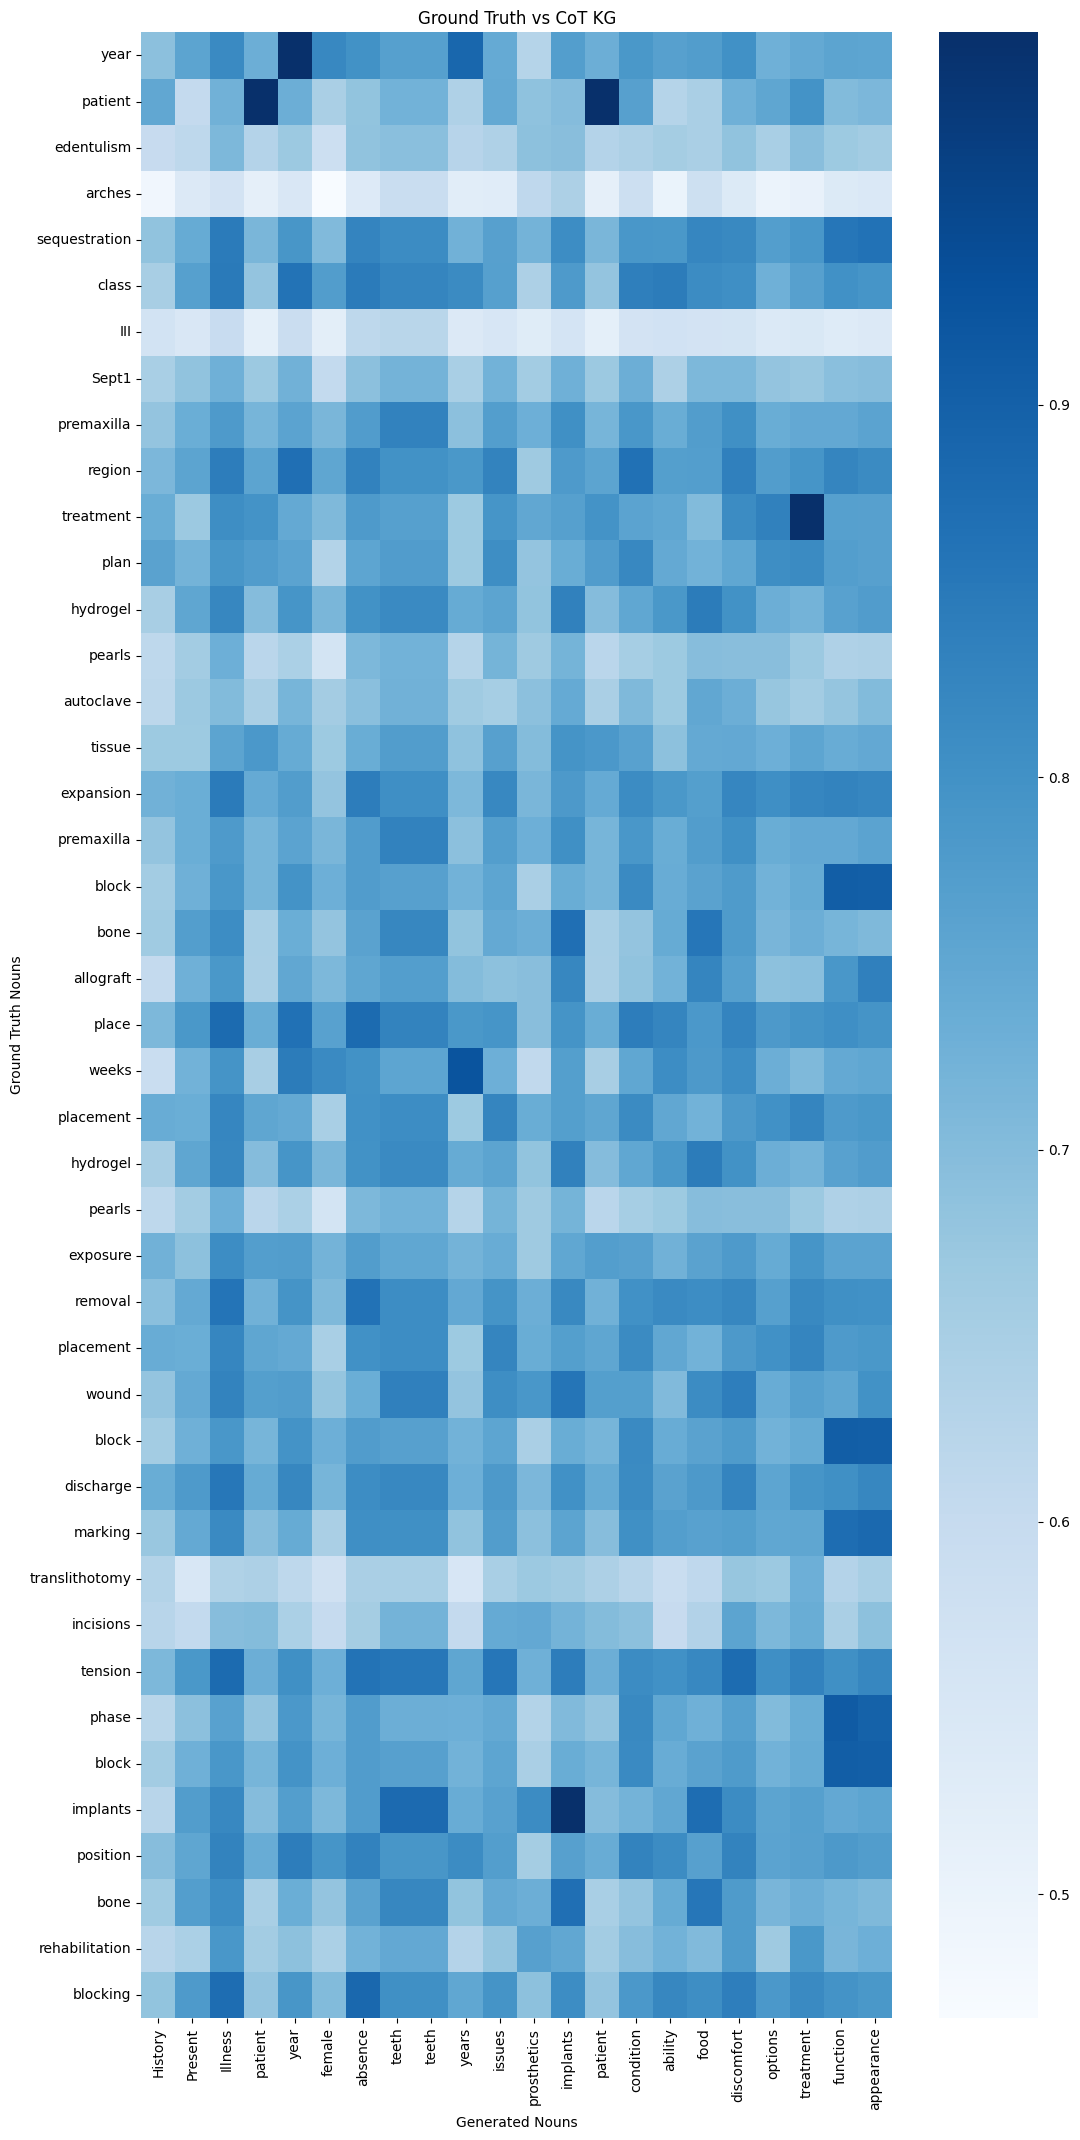 Ground Truth vs CoT KG
Ground Truth Nouns
year
patient
edentulism
arches
sequestration
class
III
Sept1
premaxilla
region
treatment
plan
hydrogel
pearls
autoclave
tissue
expansion
premaxilla
block
bone
allograft
place
weeks
placement
hydrogel
pearls
exposure
removal
placement
wound
block
discharge
marking
translithotomy
incisions
tension
phase
block
implants
position
bone
rehabilitation
blocking
History
Present
Illness
patient
year
female
absence
teeth
teeth
years
issues
prosthetics
implants
patient
condition
ability
food
discomfort
options
treatment
function
appearance
Generated Nouns
0.9
0.8
0.7
0.6
0.5